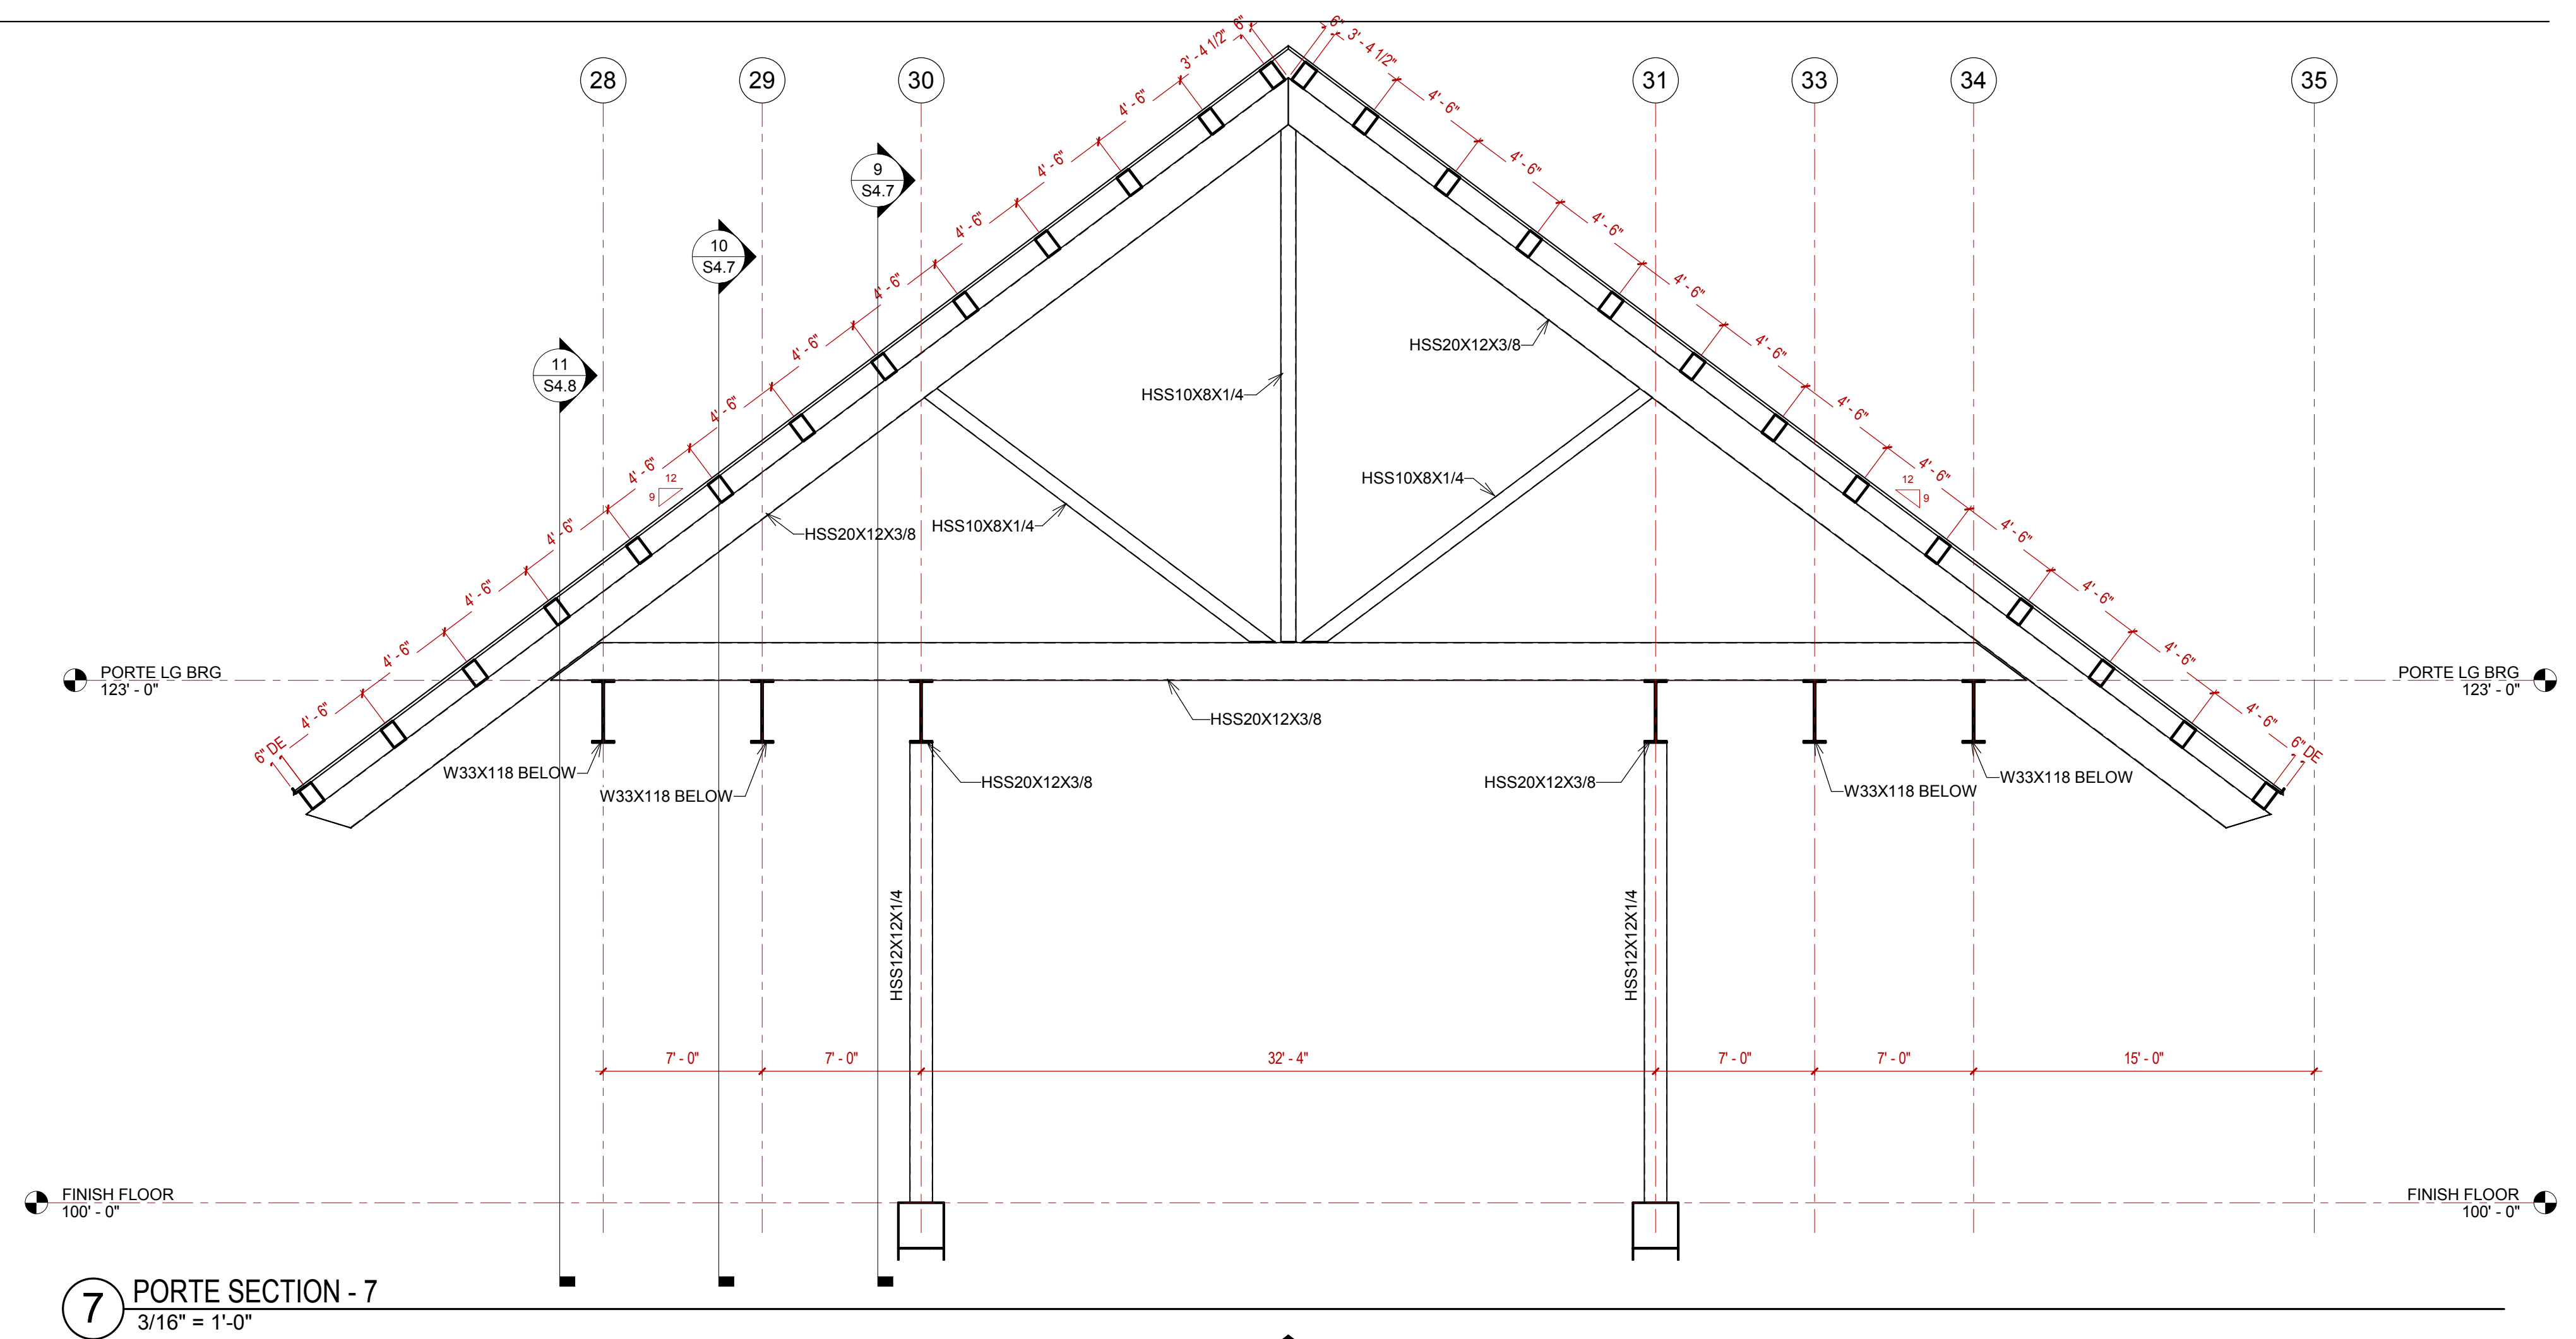 6"
6"
3' - 4 1/2"
3' - 4 1/2"
28
29
30
31
33
34
35
4' - 6"
4' - 6"
4' - 6"
4' - 6"
9
S4.7
4' - 6"
4' - 6"
10
S4.7
4' - 6"
4' - 6"
4' - 6"
4' - 6"
HSS20X12X3/8
4' - 6"
4' - 6"
11
S4.8
HSS10X8X1/4
4' - 6"
4' - 6"
4' - 6"
4' - 6"
12
9
HSS10X8X1/4
12
9
HSS10X8X1/4
HSS20X12X3/8
4' - 6"
4' - 6"
4' - 6"
4' - 6"
4' - 6"
4' - 6"
PORTE LG BRG
123' - 0"
PORTE LG BRG
123' - 0"
4' - 6"
4' - 6"
HSS20X12X3/8
6" DE
6" DE
W33X118 BELOW
W33X118 BELOW
HSS20X12X3/8
HSS20X12X3/8
W33X118 BELOW
W33X118 BELOW
HSS12X12X1/4
HSS12X12X1/4
7' - 0"
7' - 0"
32' - 4"
7' - 0"
7' - 0"
15' - 0"
FINISH FLOOR
100' - 0"
FINISH FLOOR
100' - 0"
7
PORTE SECTION - 7
3/16" = 1'-0"